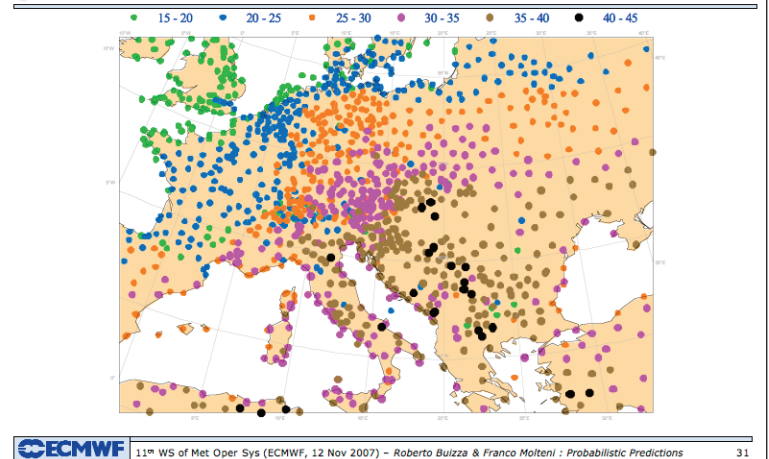 15 - 20 20 - 25 25 - 30 30 - 35 35 - 40 40 - 45
ECMWF 11th WS of Met Oper Sys (ECMWF, 12 Nov 2007) – Roberto Buizza & Franco Molteni : Probabilistic Predictions 31